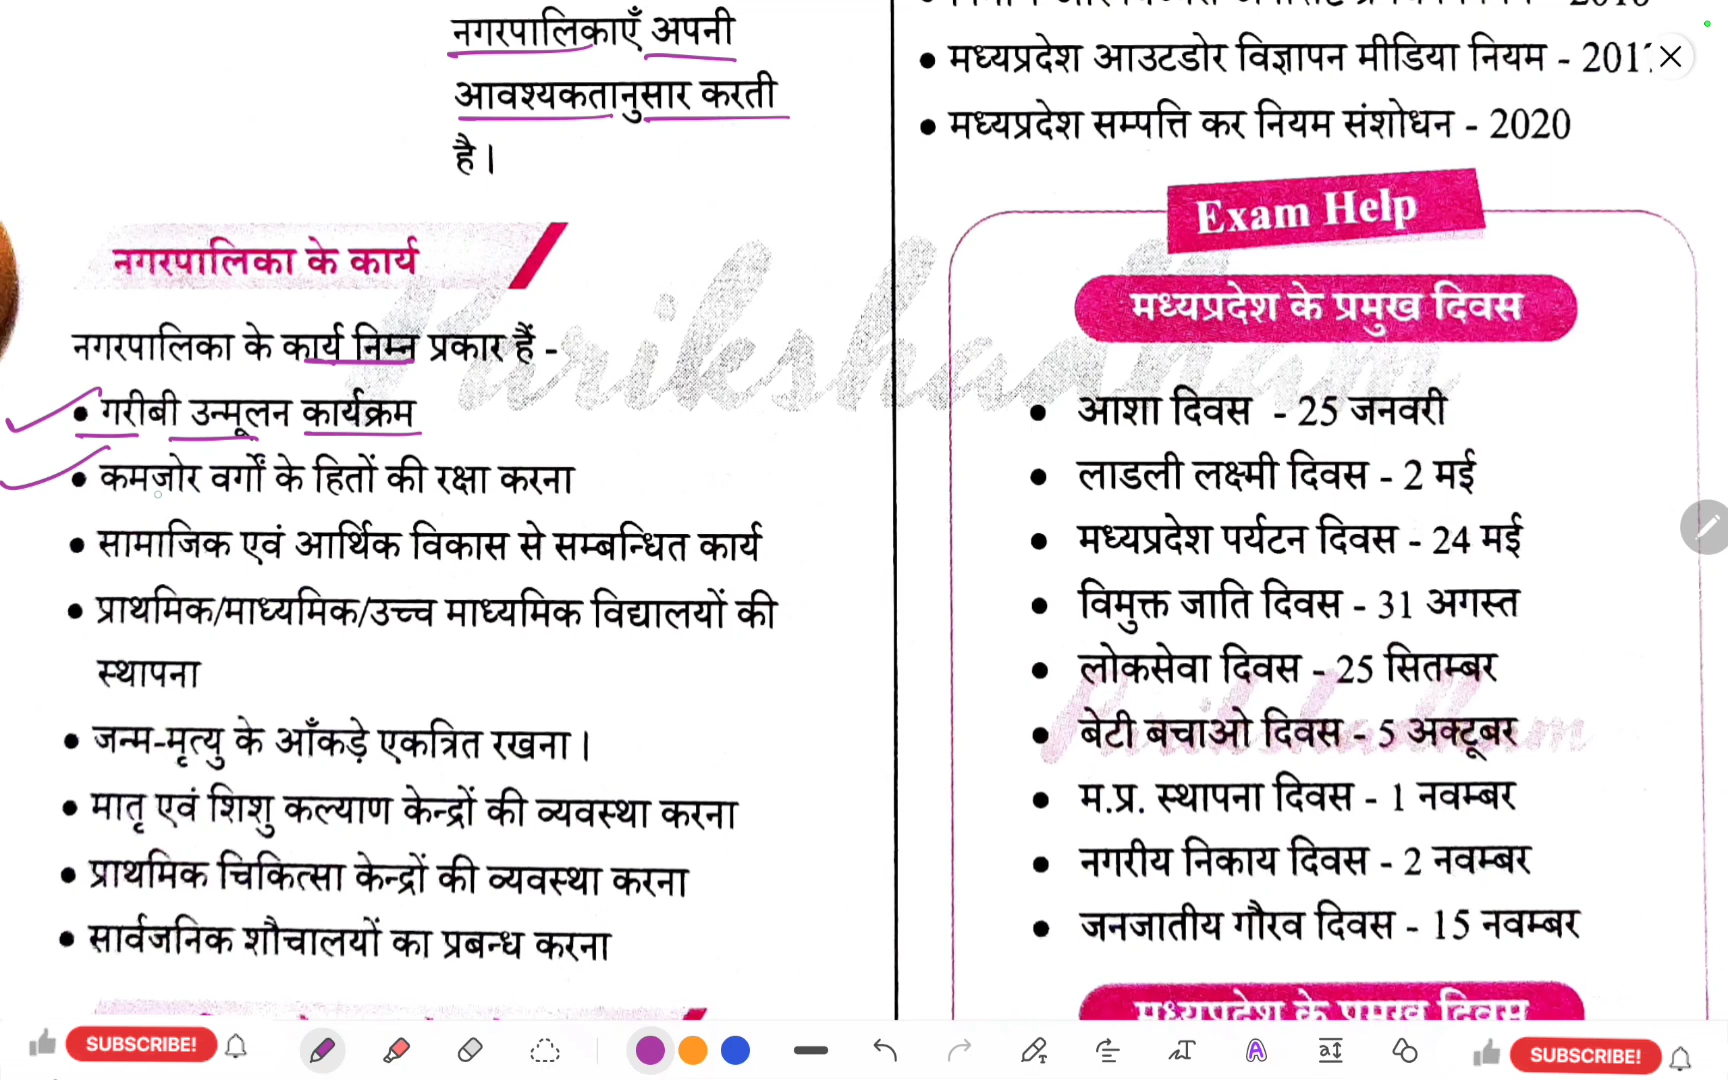 नगरपालिकाएँ अपनी
आवश्यकतानुसार करती
है।
नगरपालिका के कार्य
नगरपालिका के कार्य निम्न प्रकार हैं -
• गरीबी उन्मूलन कार्यक्रम
• कमजोर वर्गों के हितों की रक्षा करना
• सामाजिक एवं आर्थिक विकास से सम्बन्धित कार्य
• प्राथमिक/माध्यमिक/उच्च माध्यमिक विद्यालयों की
स्थापना
• जन्म-मृत्यु के आँकड़े एकत्रित रखना।
• मातृ एवं शिशु कल्याण केन्द्रों की व्यवस्था करना
• प्राथमिक चिकित्सा केन्द्रों की व्यवस्था करना
• सार्वजनिक शौचालयों का प्रबन्ध करना
• मध्यप्रदेश आउटडोर विज्ञापन मीडिया नियम -
• मध्यप्रदेश सम्पत्ति कर नियम संशोधन - 2020
Exam Help
मध्यप्रदेश के प्रमुख दिवस
• आशा दिवस - 25 जनवरी
• लाडली लक्ष्मी दिवस - 2 मई
• मध्यप्रदेश पर्यटन दिवस - 24 मई
• विमुक्त जाति दिवस - 31 अगस्त
• लोकसेवा दिवस - 25 सितम्बर
• बेटी बचाओ दिवस - 5 अक्टूबर
• म.प्र. स्थापना दिवस - 1 नवम्बर
• नगरीय निकाय दिवस - 2 नवम्बर
• जनजातीय गौरव दिवस - 15 नवम्बर
मध्यप्रदेश के प्रमुख दिवस
SUBSCRIBE!
SUBSCRIBE!